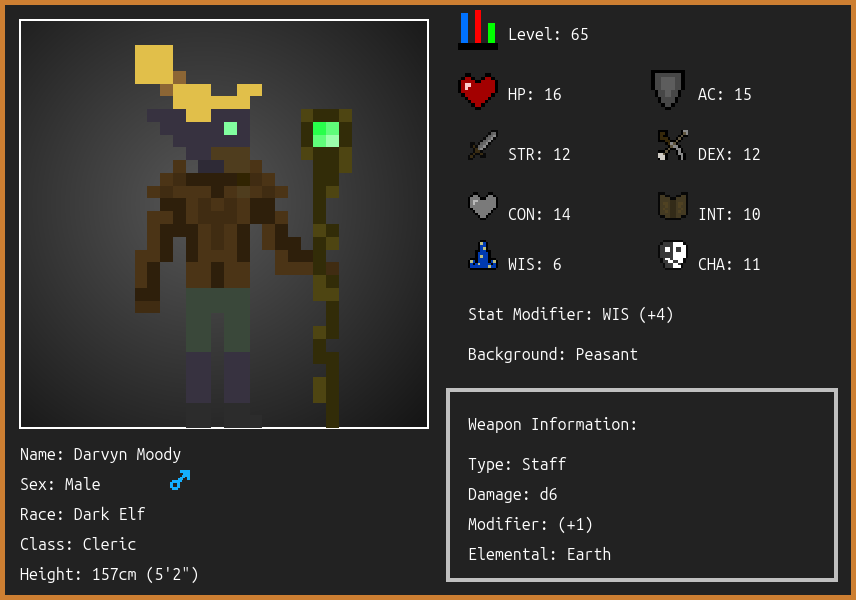 Level: 65
HP: 16
AC: 15
STR: 12
DEX: 12
CON: 14
INT: 10
WIS: 6
CHA: 11
Stat Modifier: WIS (+4)
Background: Peasant
Name: Darvyn Moody
Sex: Male
Race: Dark Elf
Class: Cleric
Height: 157cm (5'2")
Weapon Information:
Type: Staff
Damage: d6
Modifier: (+1)
Elemental: Earth